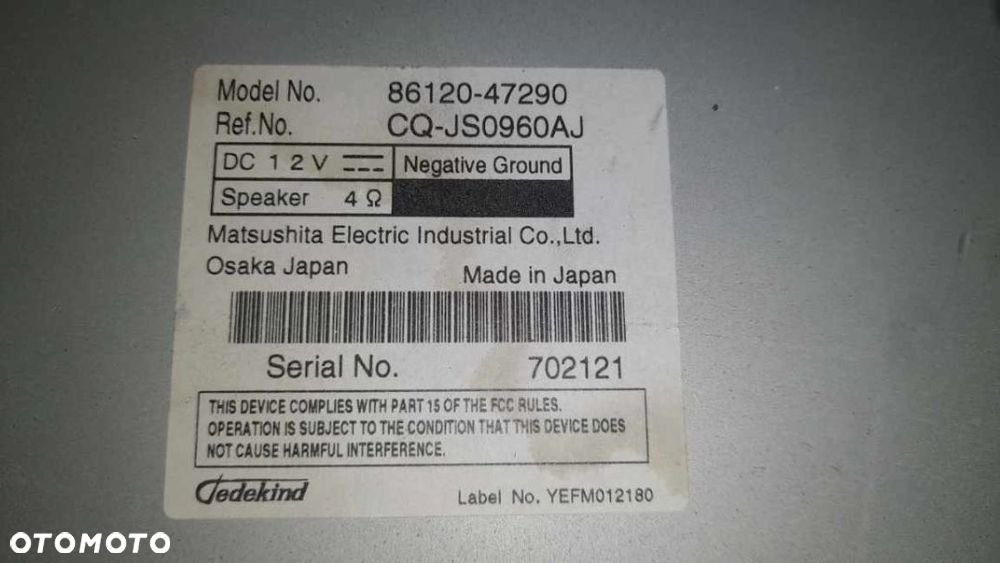 Model No. 86120-47290
Ref.No. CQ-JS0960AJ
DC 12V Negative Ground
Speaker 4Ω
Matsushita Electric Industrial Co.,Ltd.
Osaka Japan Made in Japan
Serial No. 702121
THIS DEVICE COMPLIES WITH PART 15 OF THE FCC RULES.
OPERATION IS SUBJECT TO THE CONDITION THAT THIS DEVICE DOES
NOT CAUSE HARMFUL INTERFERENCE.
Jedekind Label No. YEFM012180
OTOMOTO